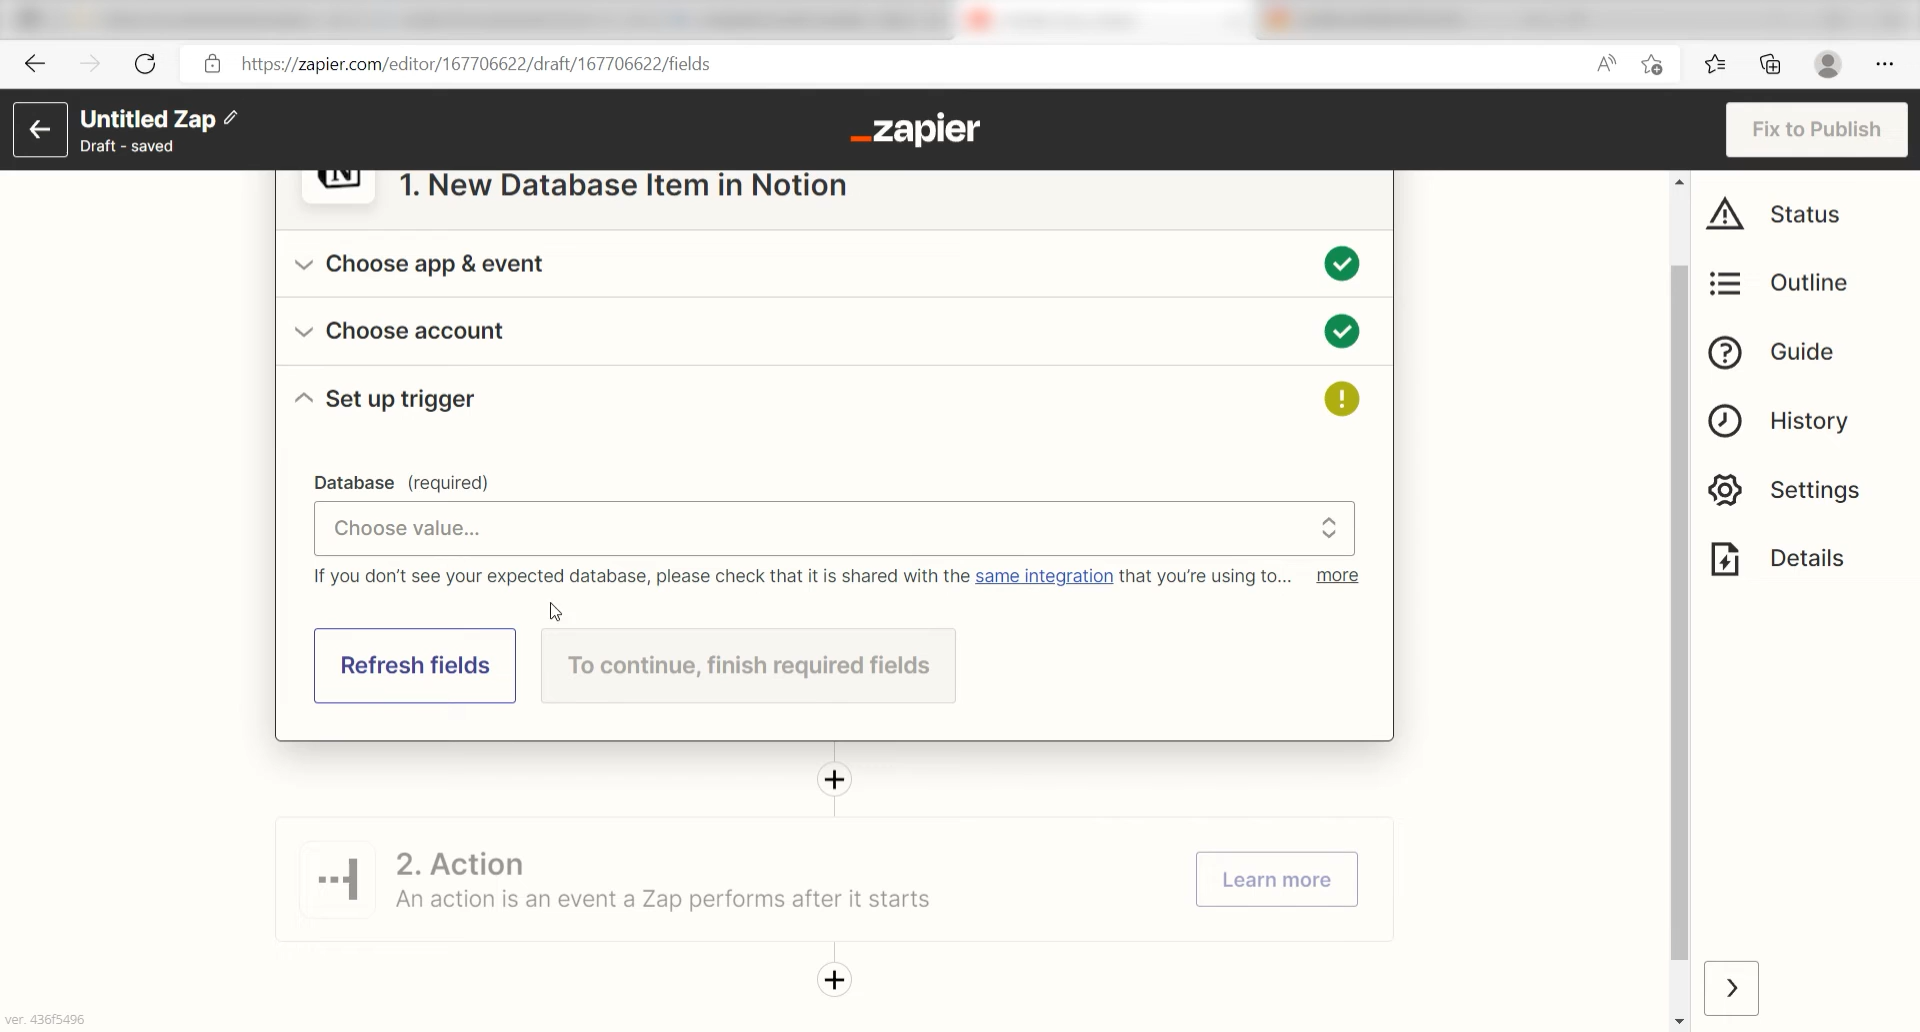 https://zapier.com/editor/167706622/draft/167706622/fields
Untitled Zap
Draft - saved
_zapier
Fix to Publish
N
1. New Database Item in Notion
Choose app & event
Choose account
Set up trigger
Database (required)
Choose value...
If you don't see your expected database, please check that it is shared with the same integration that you're using to... more
Refresh fields
To continue, finish required fields
2. Action
An action is an event a Zap performs after it starts
Learn more
Status
Outline
Guide
History
Settings
Details
ver. 436f5496